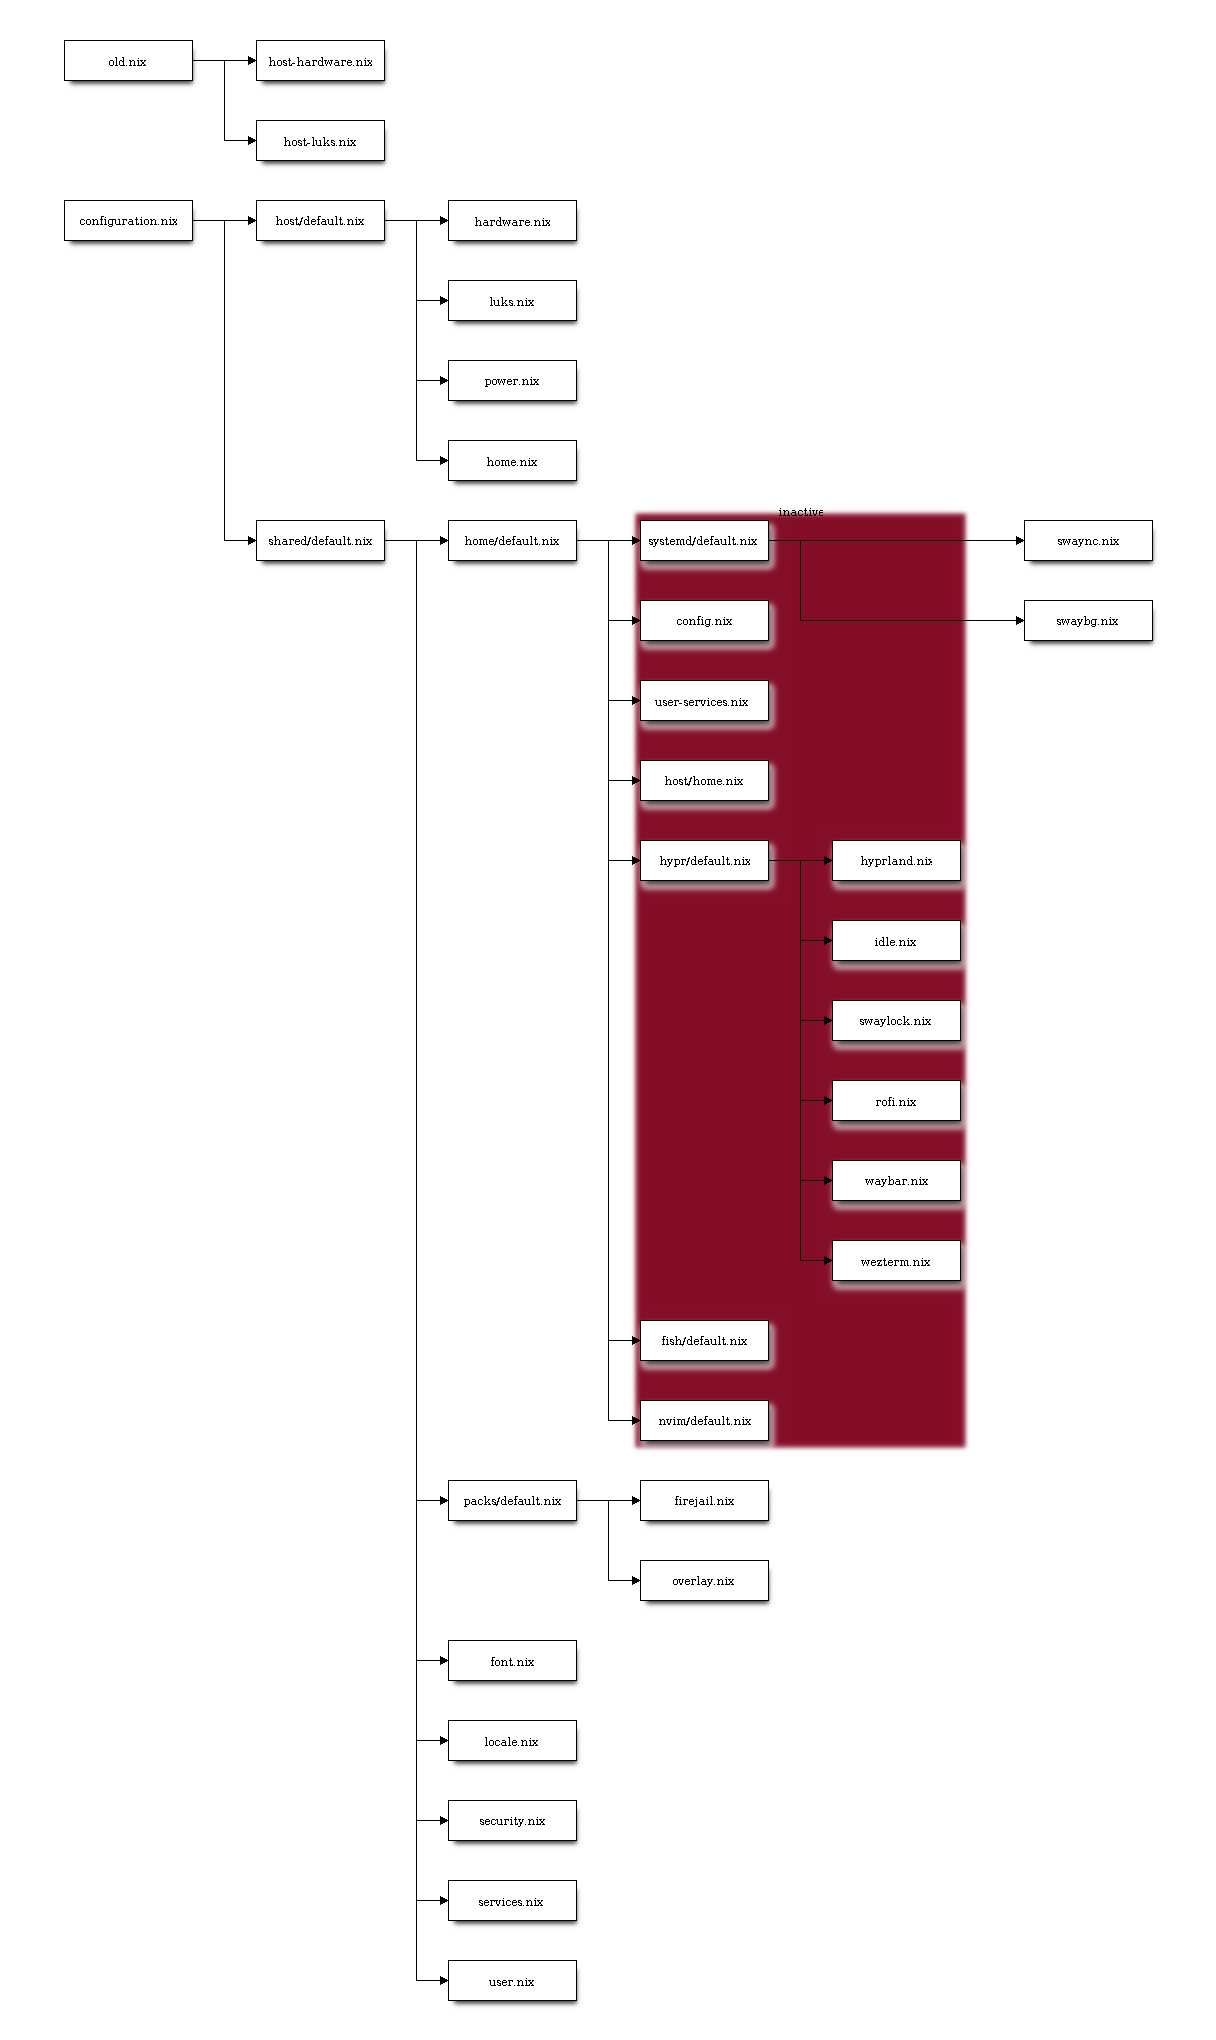 old.nix
host-hardware.nix
host-luks.nix
configuration.nix
host/default.nix
hardware.nix
luks.nix
power.nix
home.nix
inactive
shared/default.nix
home/default.nix
systemd/default.nix
swaync.nix
config.nix
swaybg.nix
user-services.nix
host/home.nix
hypr/default.nix
hyprland.nix
idle.nix
swaylock.nix
rofi.nix
waybar.nix
wezterm.nix
fish/default.nix
nvim/default.nix
packs/default.nix
firejail.nix
overlay.nix
font.nix
locale.nix
security.nix
services.nix
user.nix